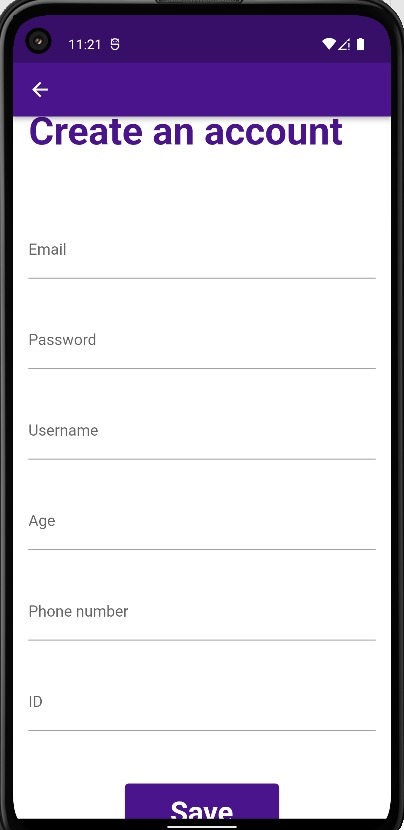 11:21
Create an account
Email
Password
Username
Age
Phone number
ID
Save